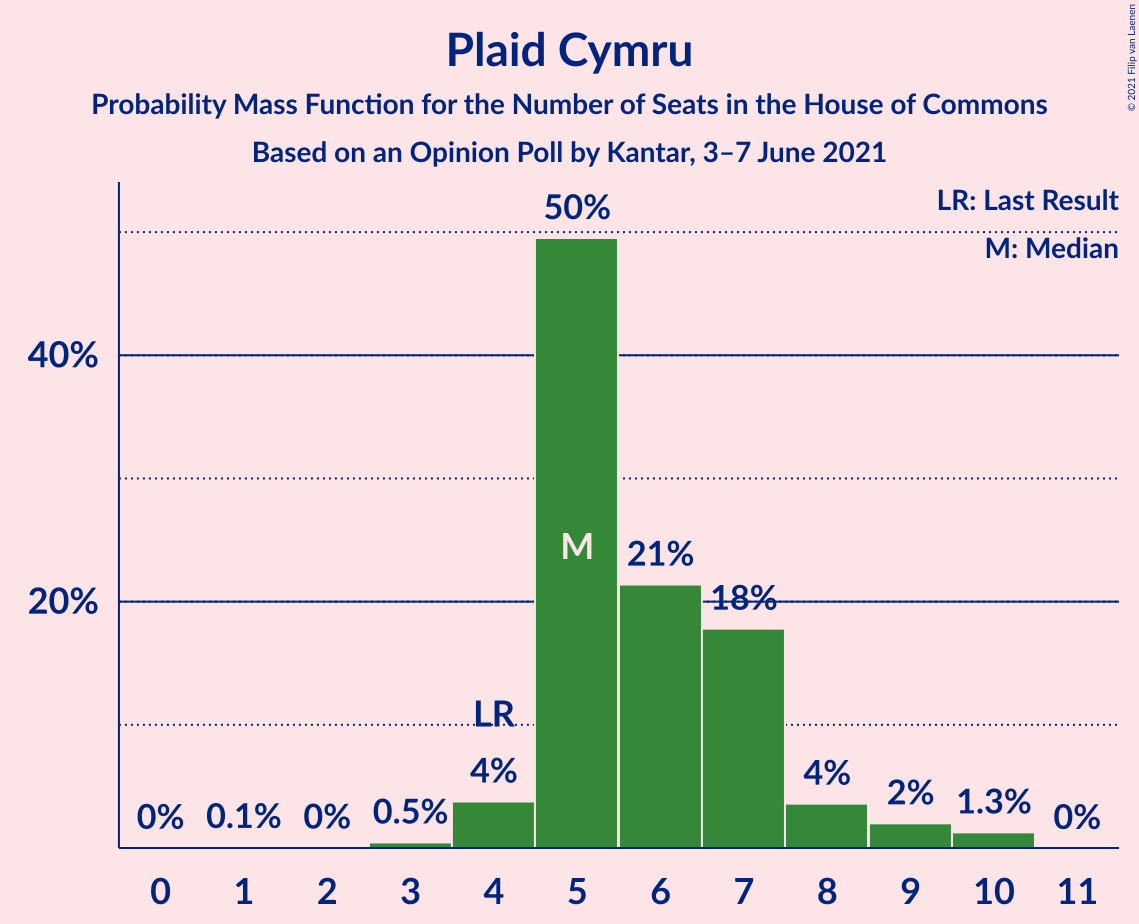 Plaid Cymru
Probability Mass Function for the Number of Seats in the House of Commons
Based on an Opinion Poll by Kantar, 3–7 June 2021
© 2021 Filip van Laenen
LR: Last Result
M: Median
50%
40%
M
21%
20%
18%
LR
4%
4%
2%
1.3%
0%
0.1%
0%
0.5%
0%
0 1 2 3 4 5 6 7 8 9 10 11